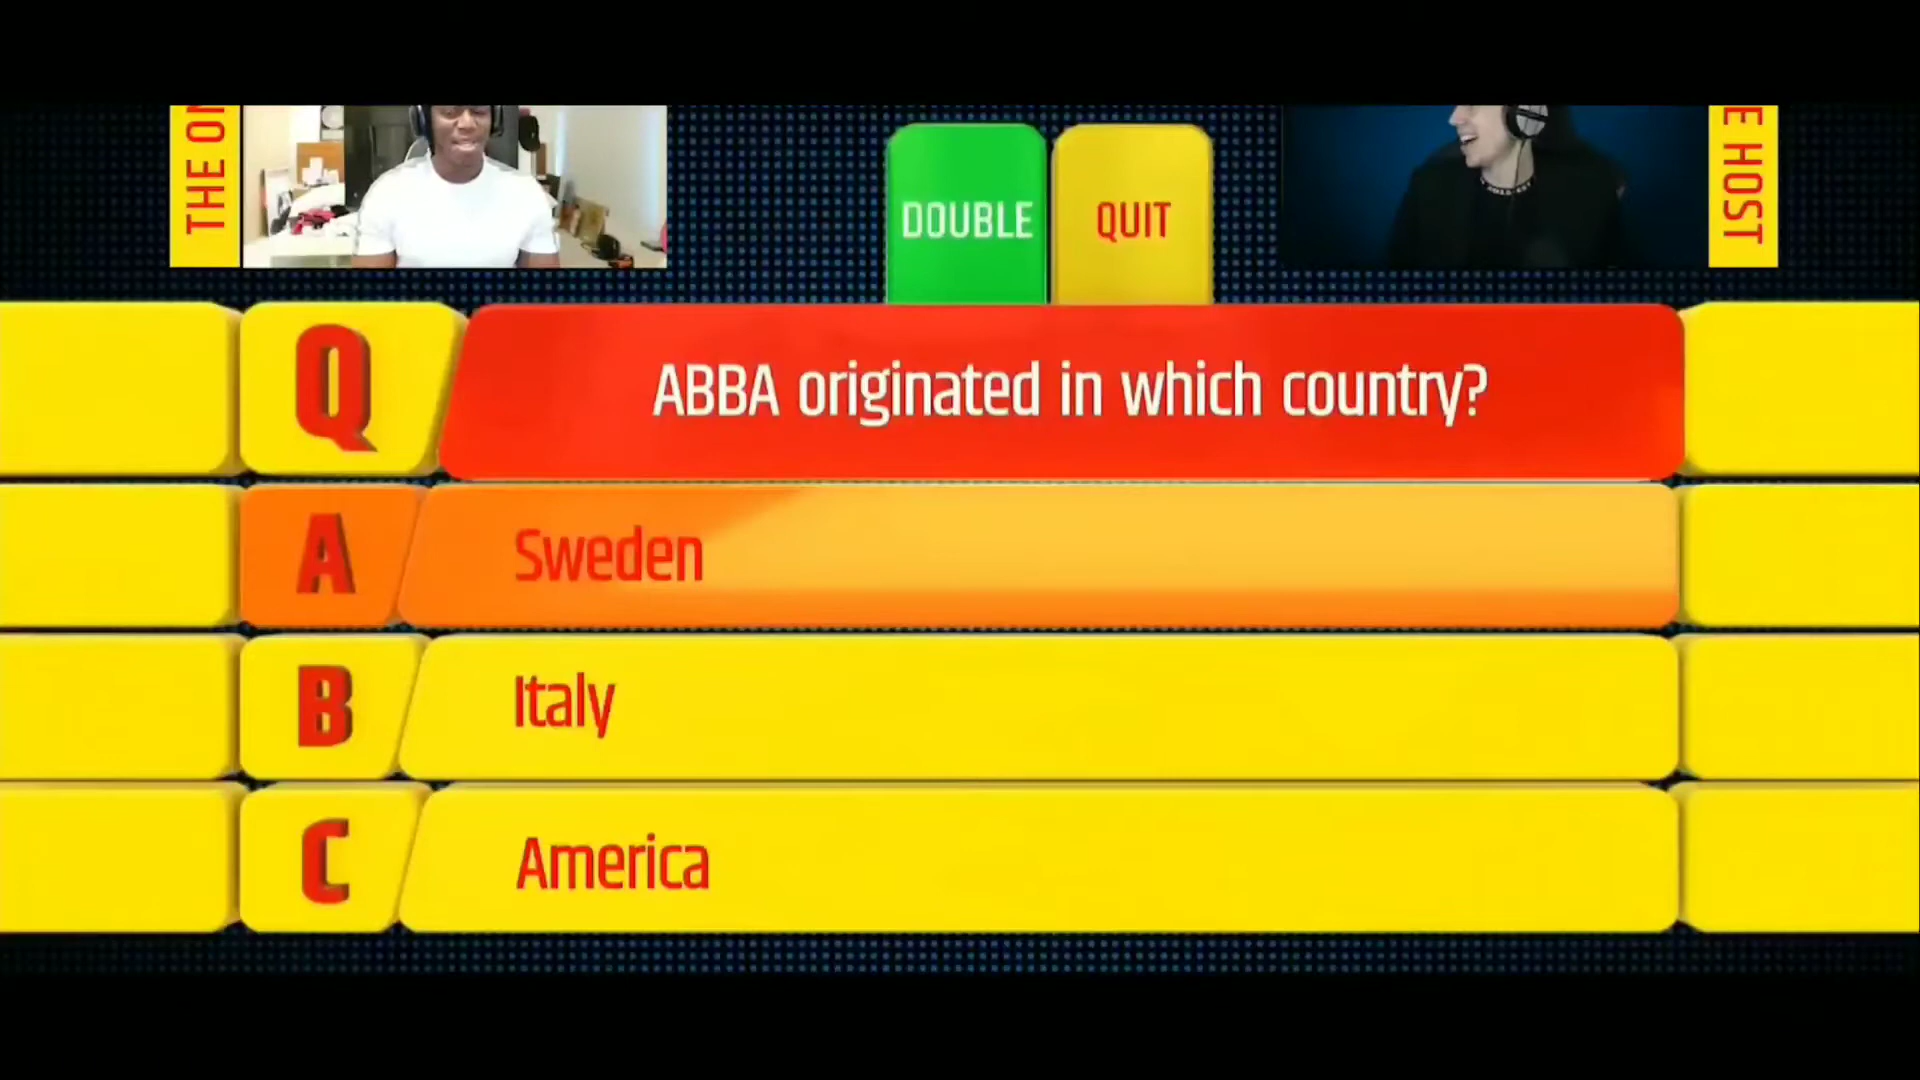 THE
DOUBLE
QUIT
HOST
Q
ABBA originated in which country?
A
Sweden
B
Italy
C
America